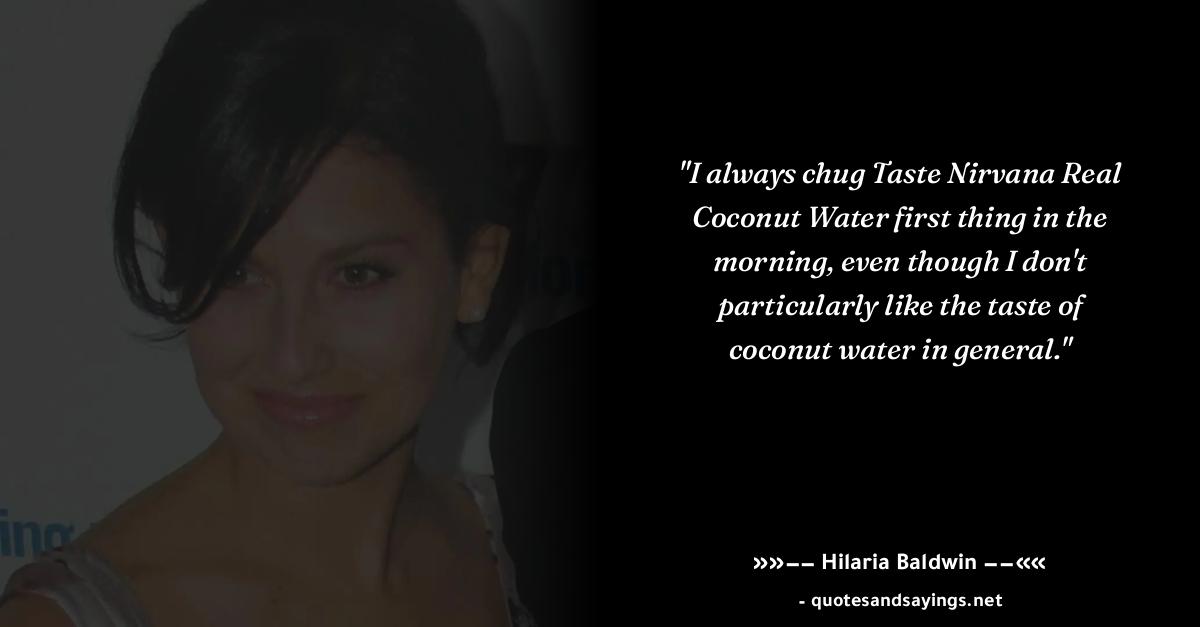 "I always chug Taste Nirvana Real
Coconut Water first thing in the
morning, even though I don't
particularly like the taste of
coconut water in general."
»»−− Hilaria Baldwin −−««
- quotesandsayings.net
ing